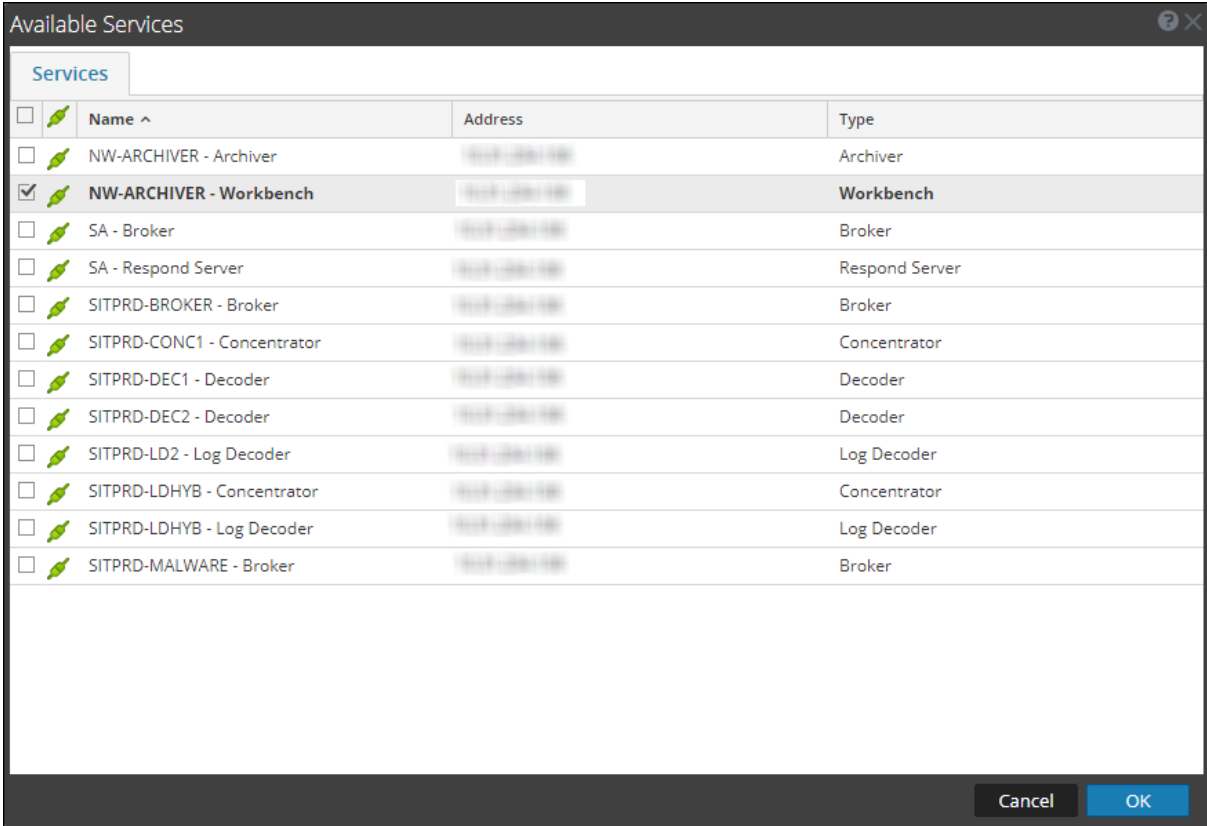 Available Services
Services
Name Address Type
NW-ARCHIVER - Archiver Archiver
NW-ARCHIVER - Workbench Workbench
SA - Broker Broker
SA - Respond Server Respond Server
SITPRD-BROKER - Broker Broker
SITPRD-CONC1 - Concentrator Concentrator
SITPRD-DEC1 - Decoder Decoder
SITPRD-DEC2 - Decoder Decoder
SITPRD-LD2 - Log Decoder Log Decoder
SITPRD-LDHYB - Concentrator Concentrator
SITPRD-LDHYB - Log Decoder Log Decoder
SITPRD-MALWARE - Broker Broker
Cancel OK